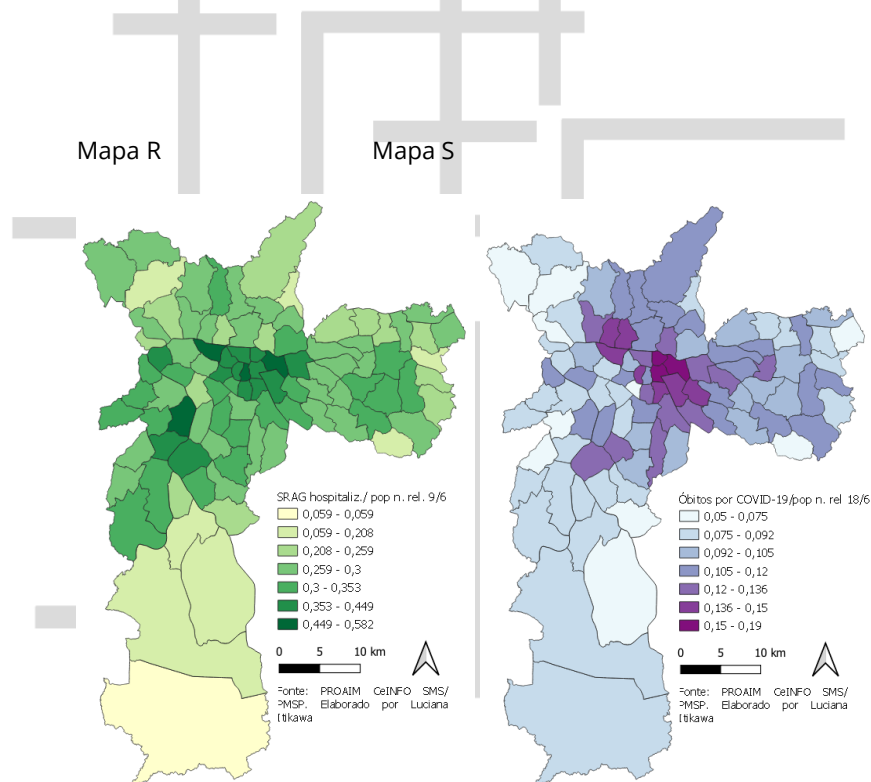 Mapa R
Mapa S
SRAG hospitaliz./ pop n. rel. 9/6
0,059 - 0,059
0,059 - 0,208
0,208 - 0,259
0,259 - 0,3
0,3 - 0,353
0,353 - 0,449
0,449 - 0,582
0 5 10 km
Fonte: PROAIM CeINFO SMS/
PMSP. Elaborado por Luciana
Itikawa
Óbitos por COVID-19/pop n. rel 18/6
0,05 - 0,075
0,075 - 0,092
0,092 - 0,105
0,105 - 0,12
0,12 - 0,136
0,136 - 0,15
0,15 - 0,19
0 5 10 km
Fonte: PROAIM CeINFO SMS/
PMSP. Elaborado por Luciana
Itikawa